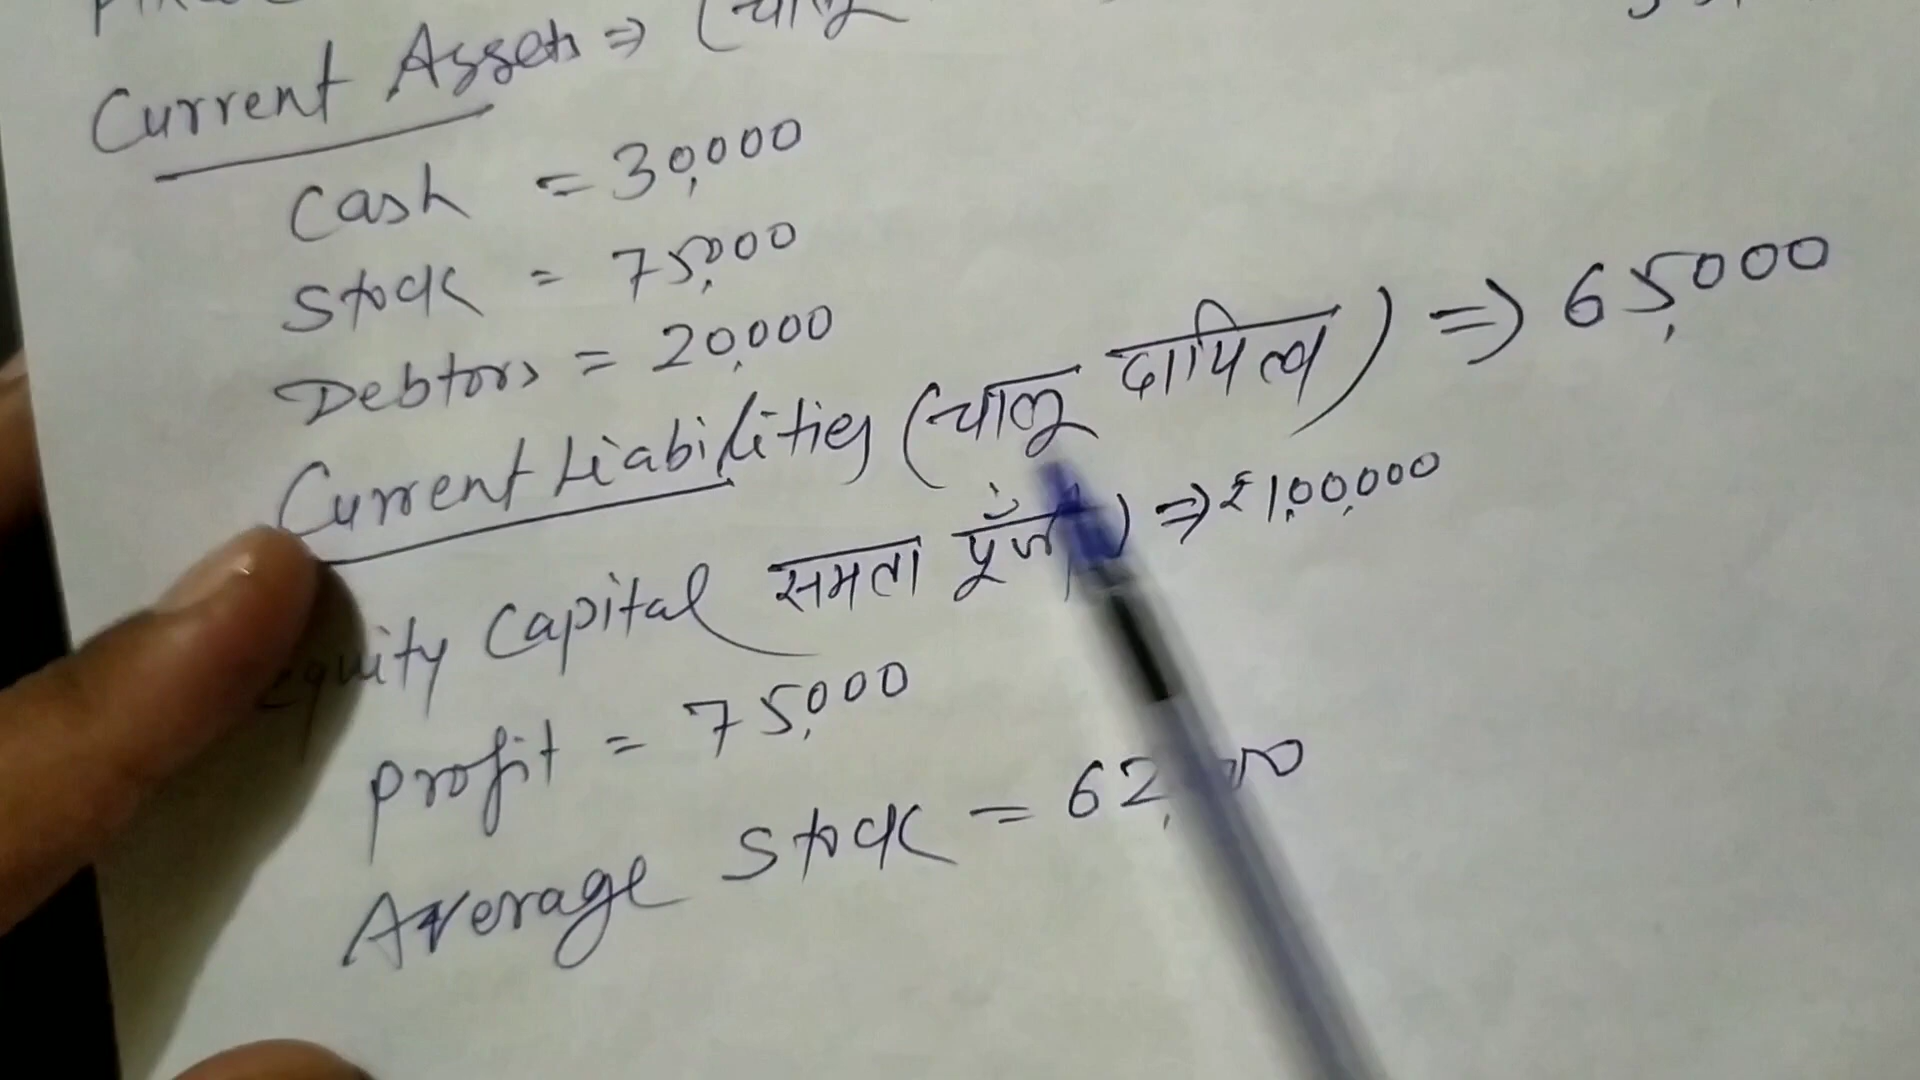 Current Assets ⇒ (चालू
Cash = 30,000
Stock = 75,000
Debtors = 20,000
Current Liabilities (चालू दायित्व) ⇒ 65,000
Equity Capital समता पूंजी) ⇒ ₹1,00,000
Profit = 75,000
Average Stock =